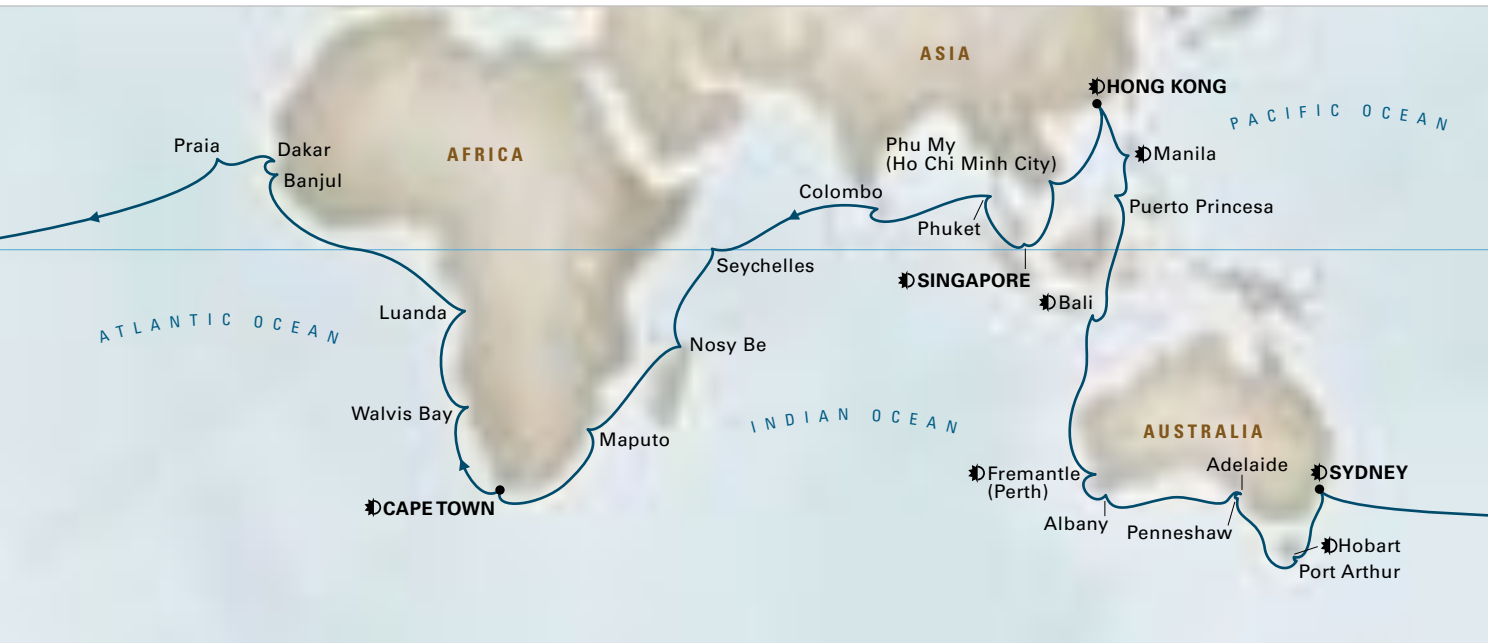 ASIA
HONG KONG
PACIFIC OCEAN
Praia
Dakar
AFRICA
Phu My
(Ho Chi Minh City)
Manila
Banjul
Colombo
Puerto Princesa
Phuket
Seychelles
SINGAPORE
Bali
Luanda
ATLANTIC OCEAN
Nosy Be
Walvis Bay
INDIAN OCEAN
Maputo
AUSTRALIA
Adelaide
Fremantle
(Perth)
SYDNEY
CAPE TOWN
Albany
Penneshaw
Hobart
Port Arthur